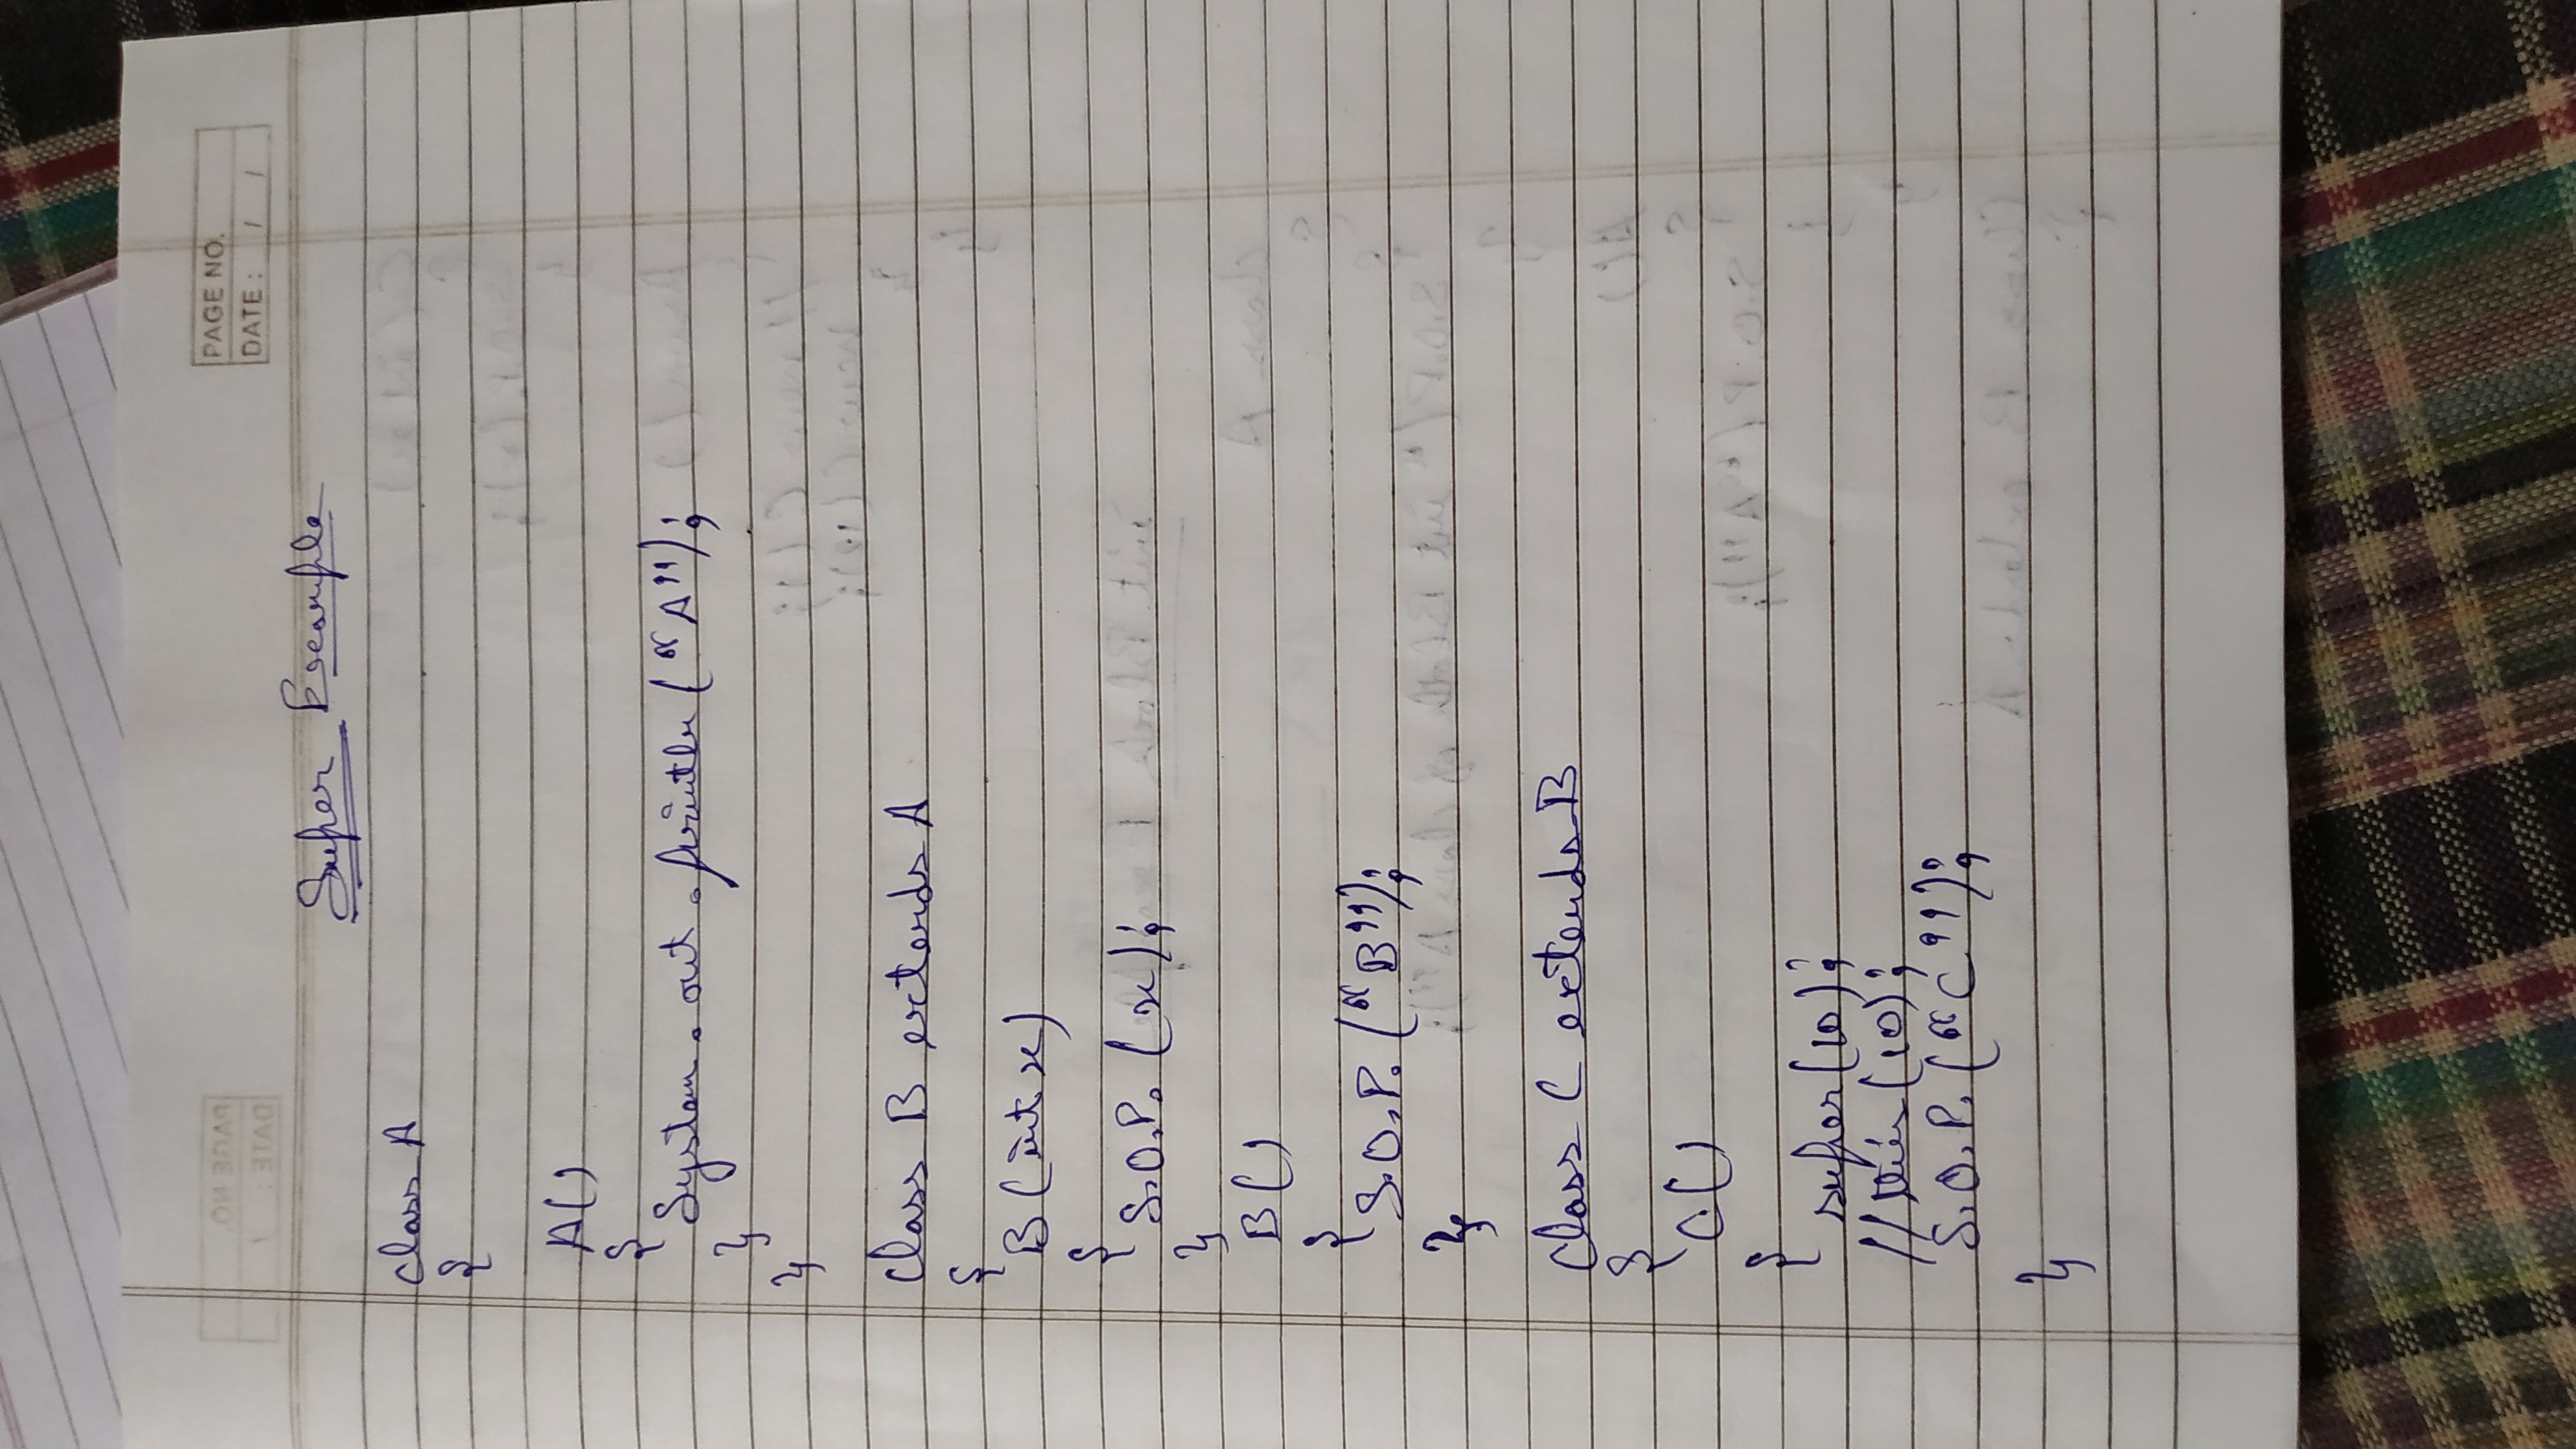 PAGE NO.
DATE : / /
Super Example
class A
{
A()
{
System.out.println("A");
}
}
class B extends A
{
B(int x)
{
S.O.P.(x);
}
B()
{
S.O.P.("B");
}
class C extends B
{
C()
{
super(10);
//this(10);
S.O.P.("C");
}